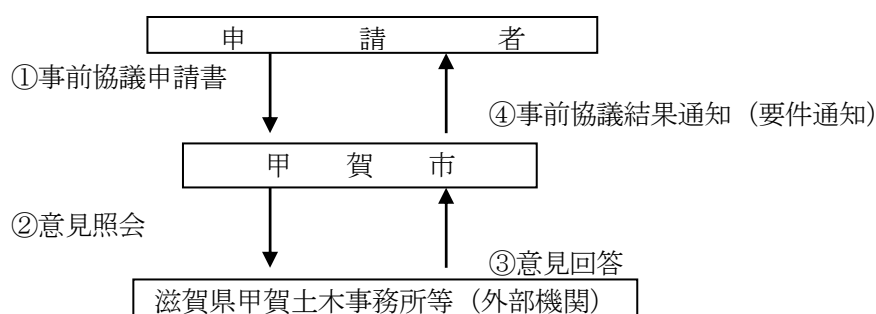 申請者
①事前協議申請書
④事前協議結果通知（要件通知）
甲賀市
②意見照会
③意見回答
滋賀県甲賀土木事務所等（外部機関）